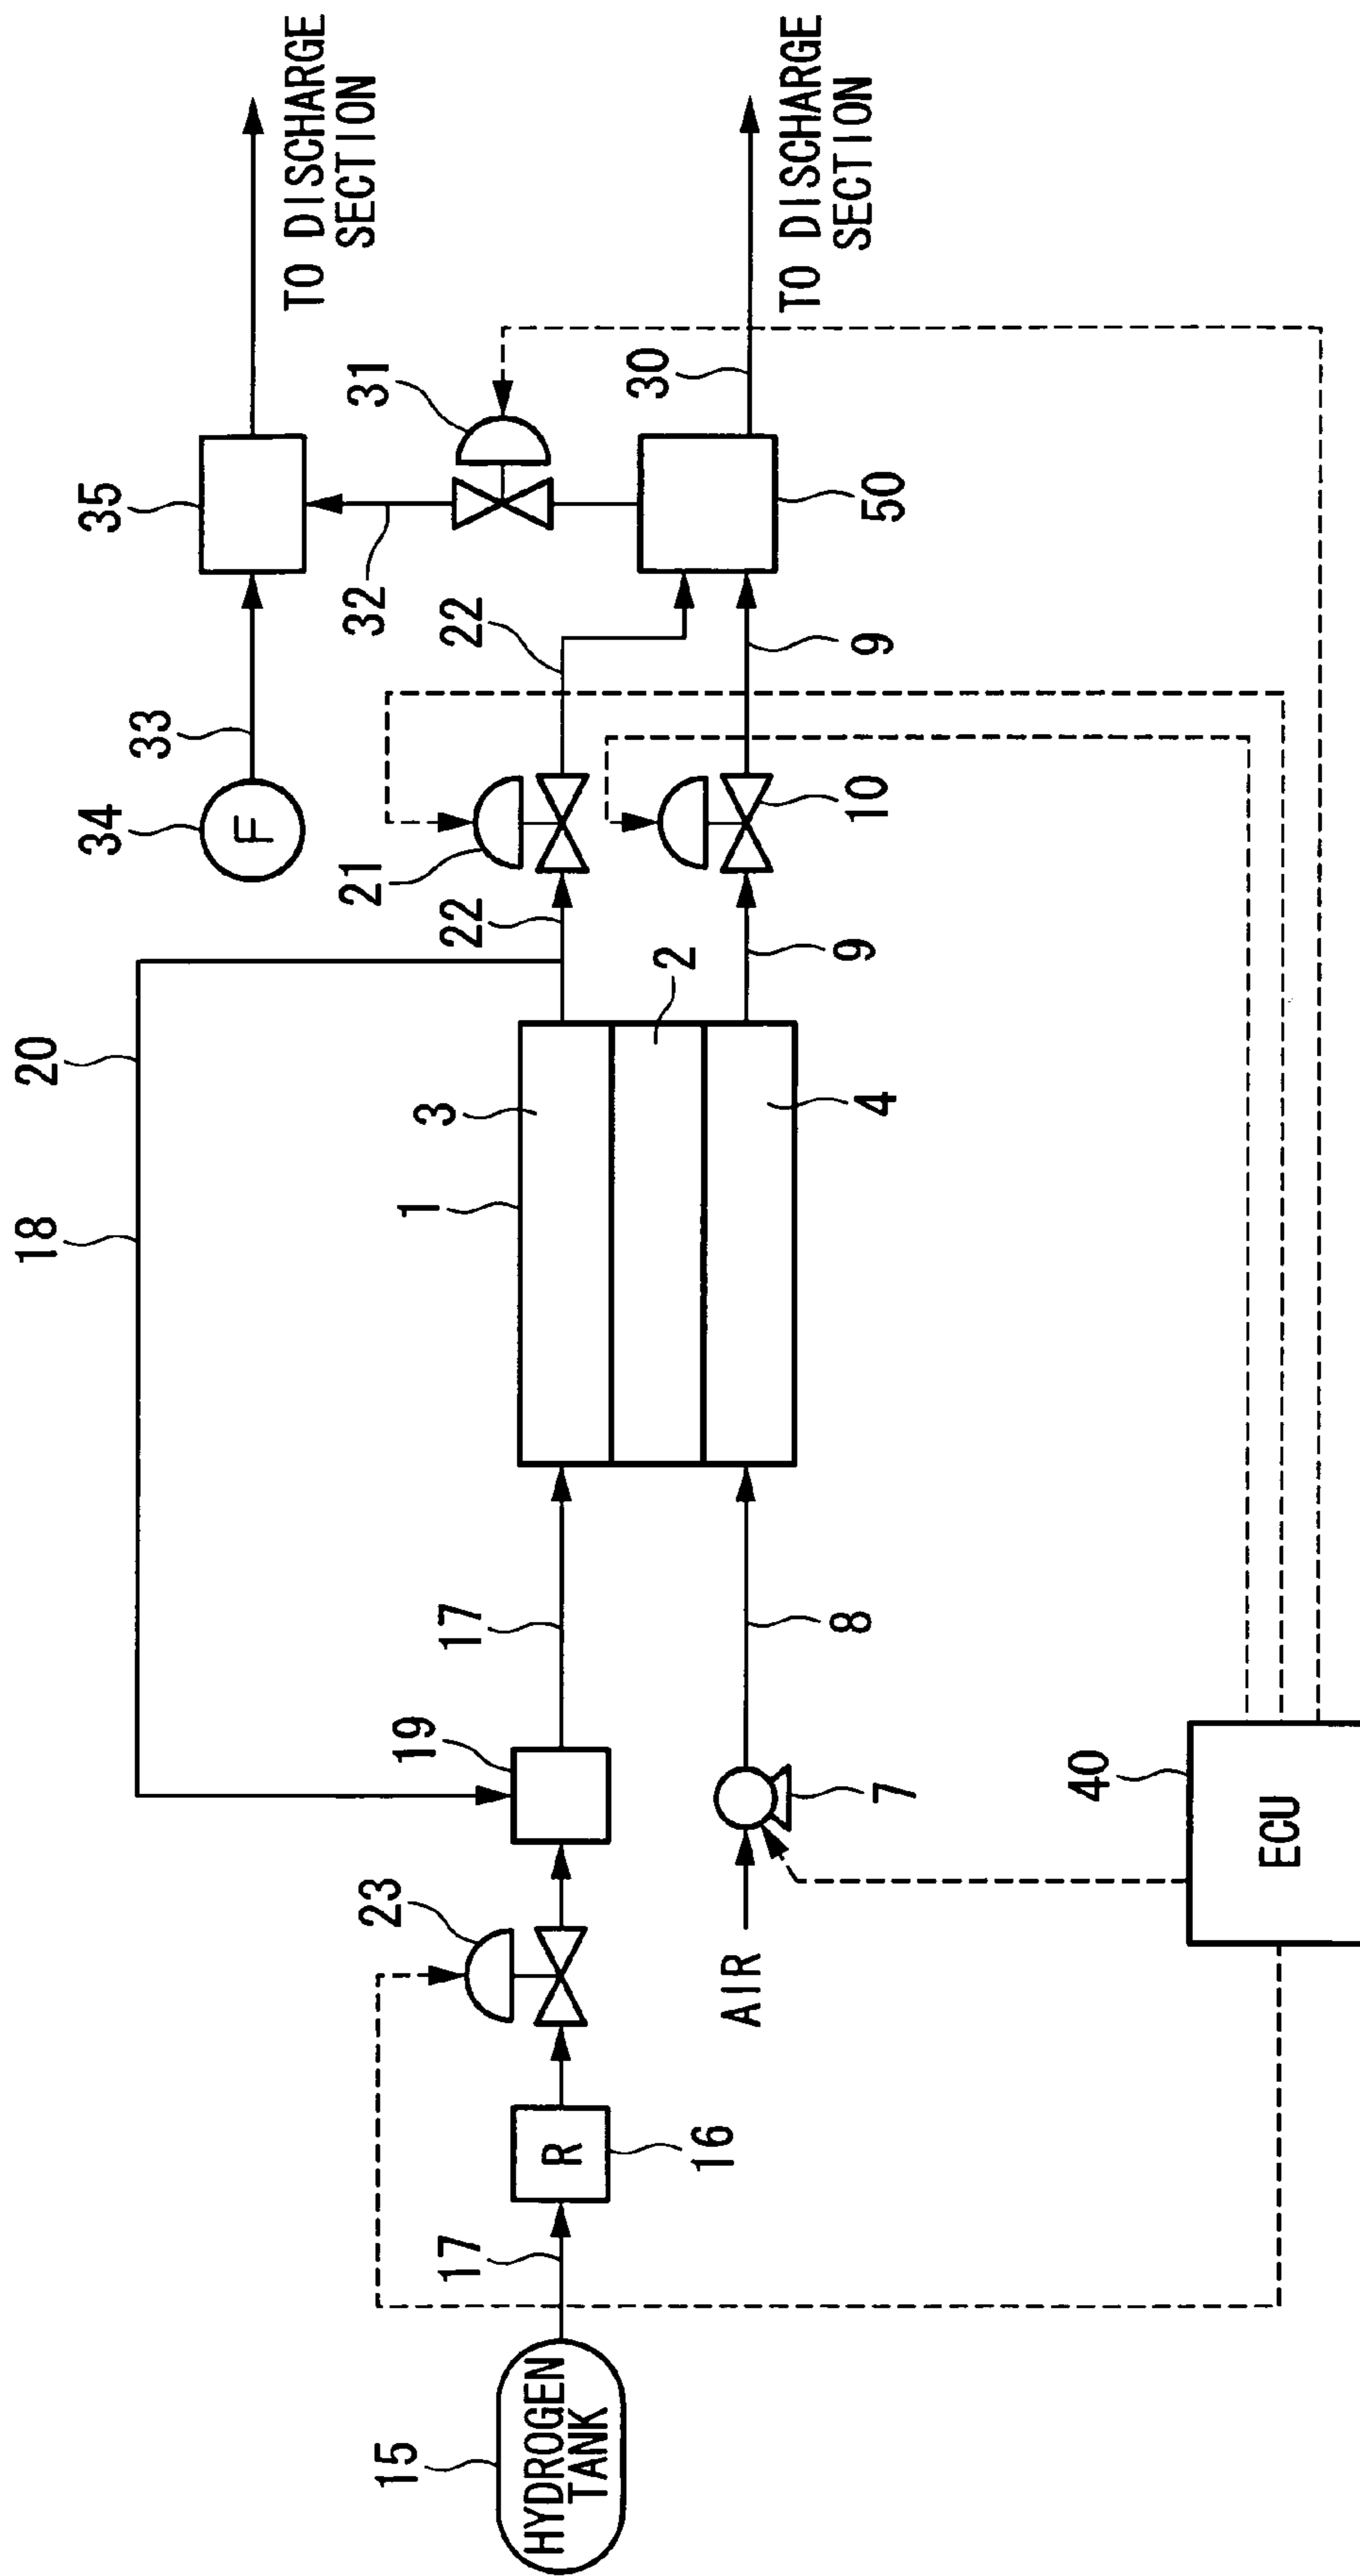 18
20
34
33
35
TO DISCHARGE
SECTION
F
15
HYDROGEN
TANK
17
R
16
23
19
17
1
3
2
4
22
21
22
32
31
AIR
7
8
9
10
9
50
30
TO DISCHARGE
SECTION
40
ECU